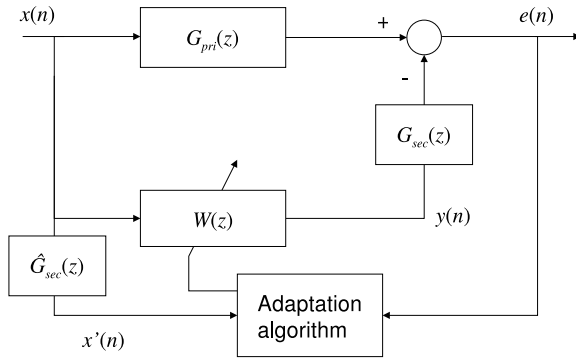 x(n)
e(n)
G_pri(z)
+
-
G_sec(z)
W(z)
y(n)
Ĝ_sec(z)
Adaptation
algorithm
x’(n)